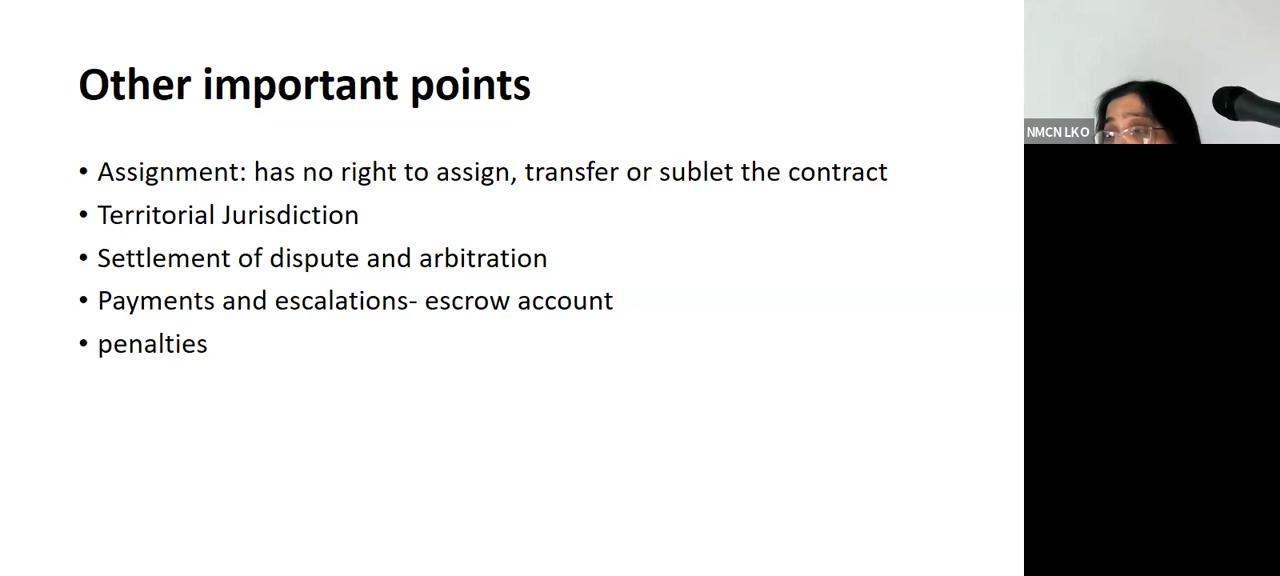 Other important points
• Assignment: has no right to assign, transfer or sublet the contract
• Territorial Jurisdiction
• Settlement of dispute and arbitration
• Payments and escalations- escrow account
• penalties
NMCN LKO